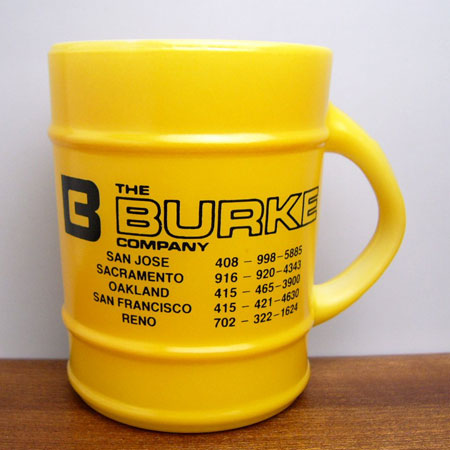 B THE
BURKE
COMPANY
SAN JOSE 408 - 998-5885
SACRAMENTO 916 - 920-4343
OAKLAND 415 - 465-3900
SAN FRANCISCO 415 - 421-4630
RENO 702 - 322-1624